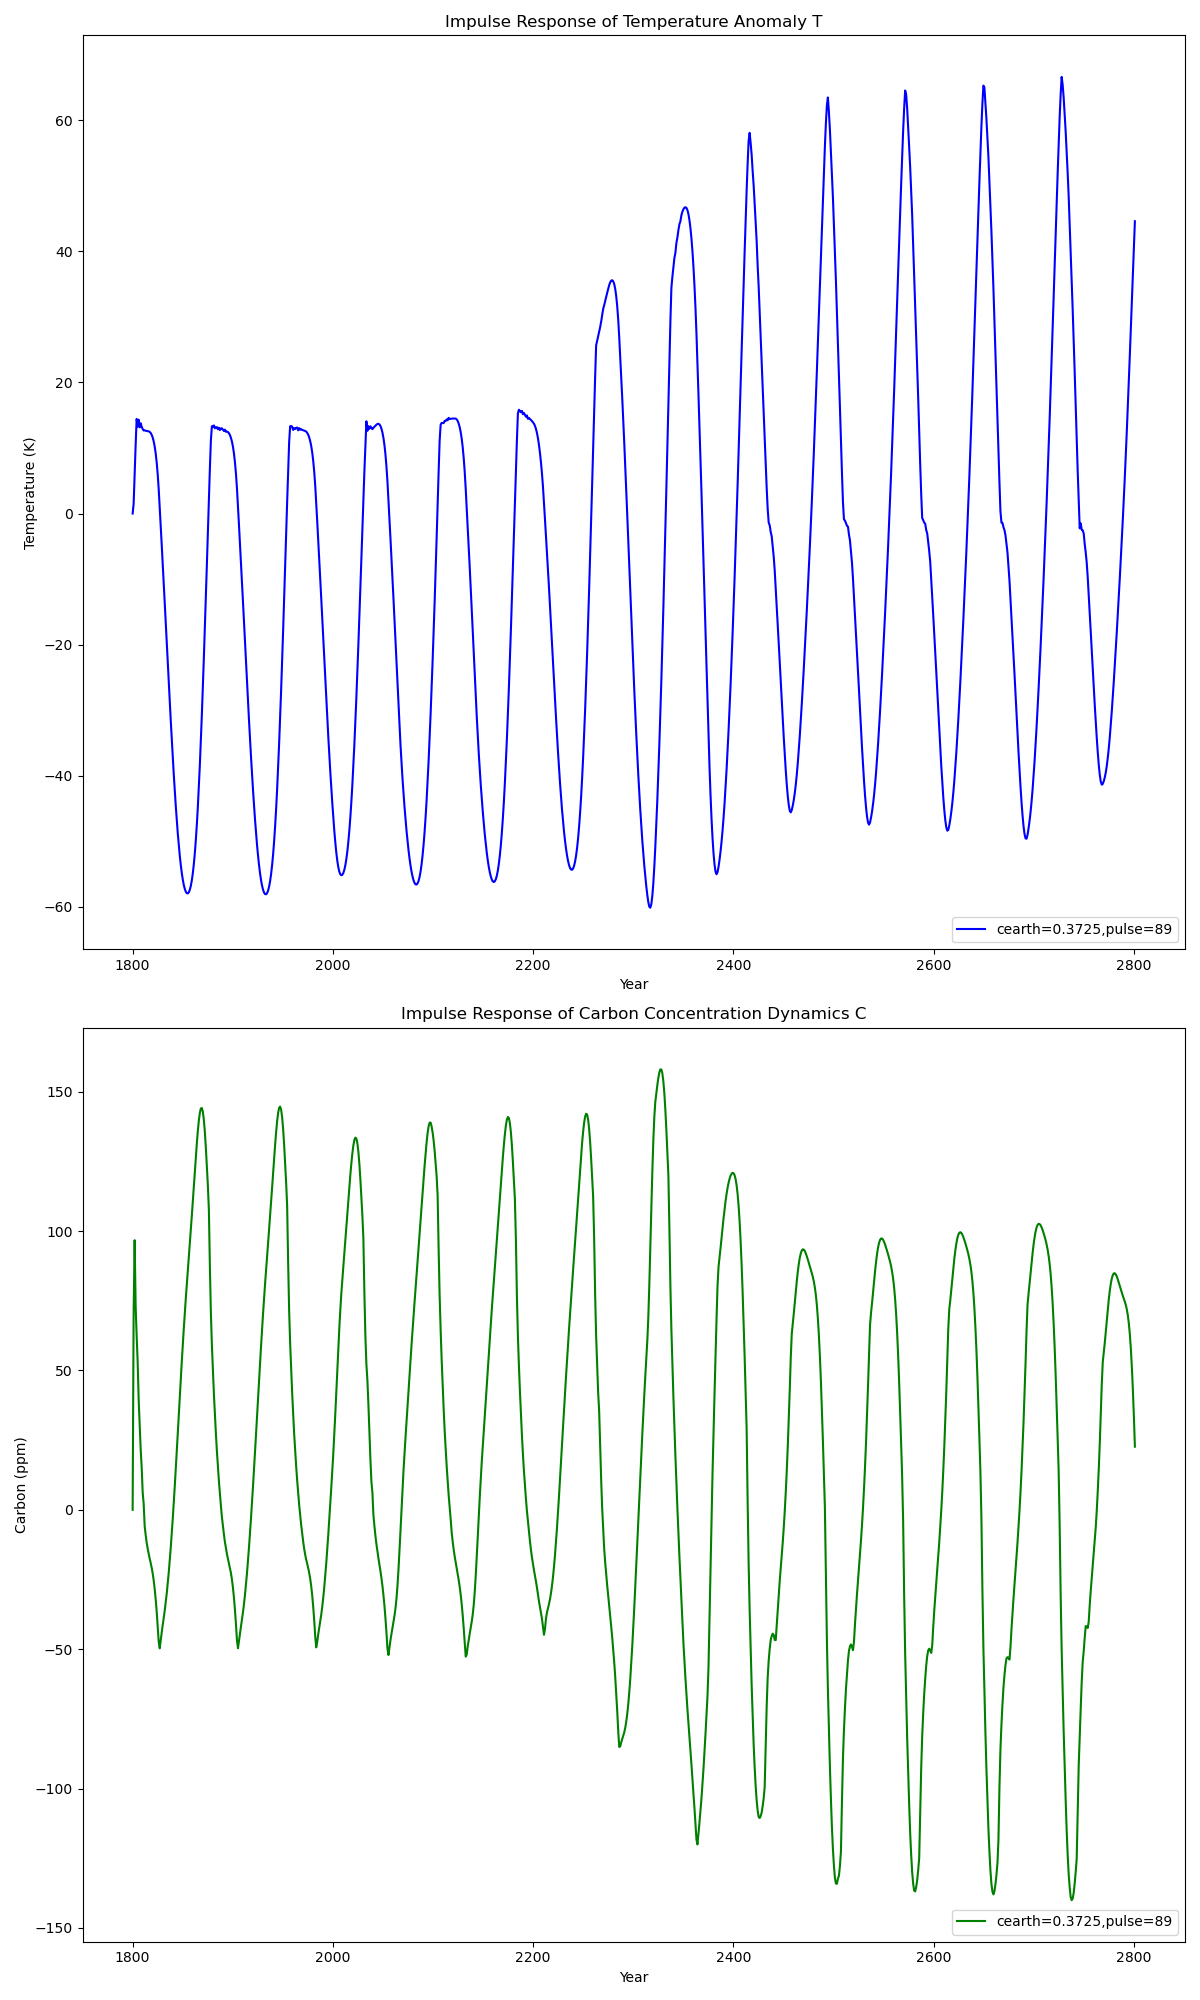 Impulse Response of Temperature Anomaly T
Temperature (K)
60
40
20
0
−20
−40
−60
1800 2000 2200 2400 2600 2800
Year
cearth=0.3725,pulse=89
Impulse Response of Carbon Concentration Dynamics C
Carbon (ppm)
150
100
50
0
−50
−100
−150
1800 2000 2200 2400 2600 2800
Year
cearth=0.3725,pulse=89